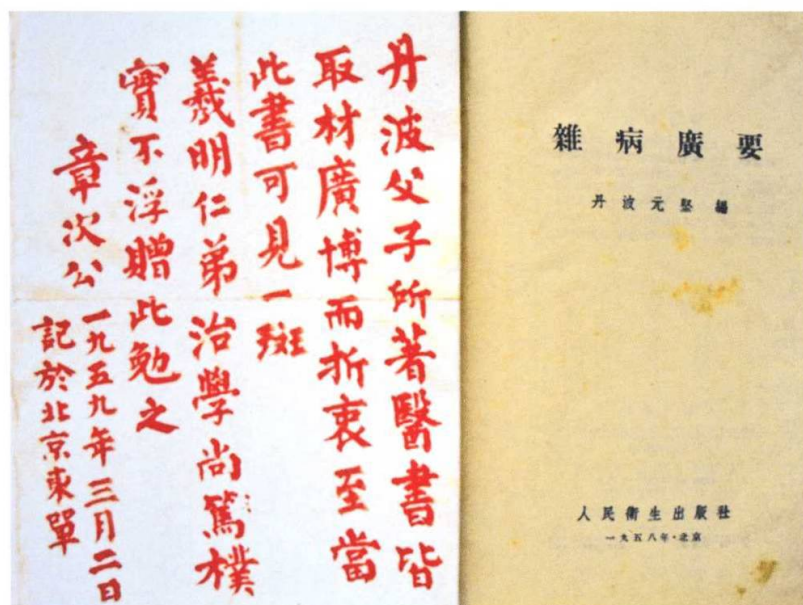 丹波父子所著醫書皆
取材廣博而折衷至當
此書可見一斑
義明仁弟治學尚篤樸
實不浮贈此勉之
章次公一九五九年三月二日
記於北京東單
雜病廣要
丹波元堅編
人民衛生出版社
一九五八年·北京